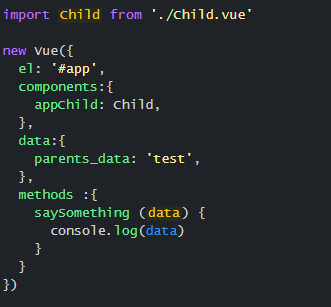 import Child from './Child.vue'

new Vue({
  el: '#app',
  components:{
    appChild: Child,
  },
  data:{
    parents_data: 'test',
  },
  methods :{
    saySomething (data) {
      console.log(data)
    }
  }
})